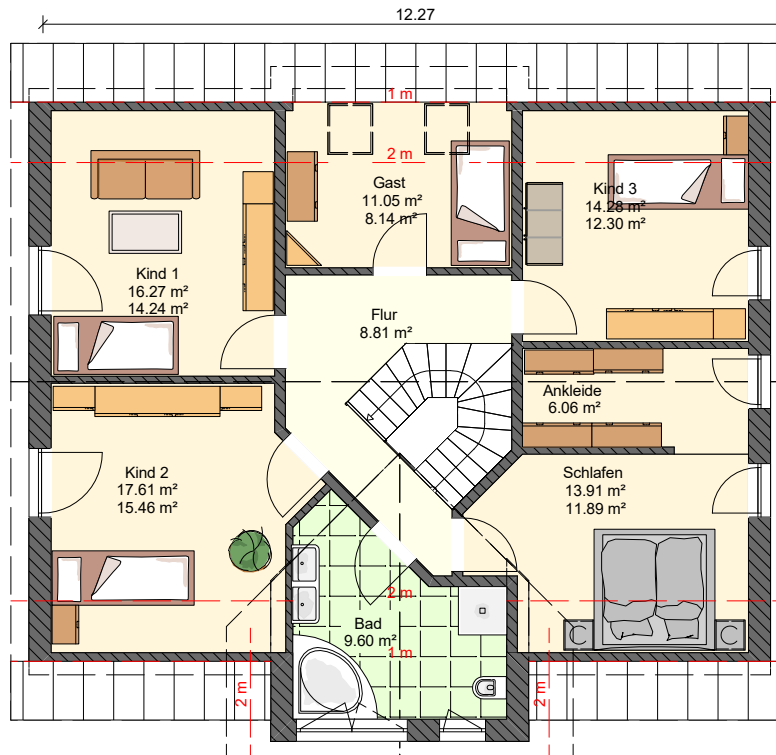 12.27
1 m
2 m
Gast
11.05 m²
8.14 m²
Kind 3
14.28 m²
12.30 m²
Kind 1
16.27 m²
14.24 m²
Flur
8.81 m²
Ankleide
6.06 m²
Kind 2
17.61 m²
15.46 m²
Schlafen
13.91 m²
11.89 m²
2 m
Bad
9.60 m²
1 m
2 m
2 m